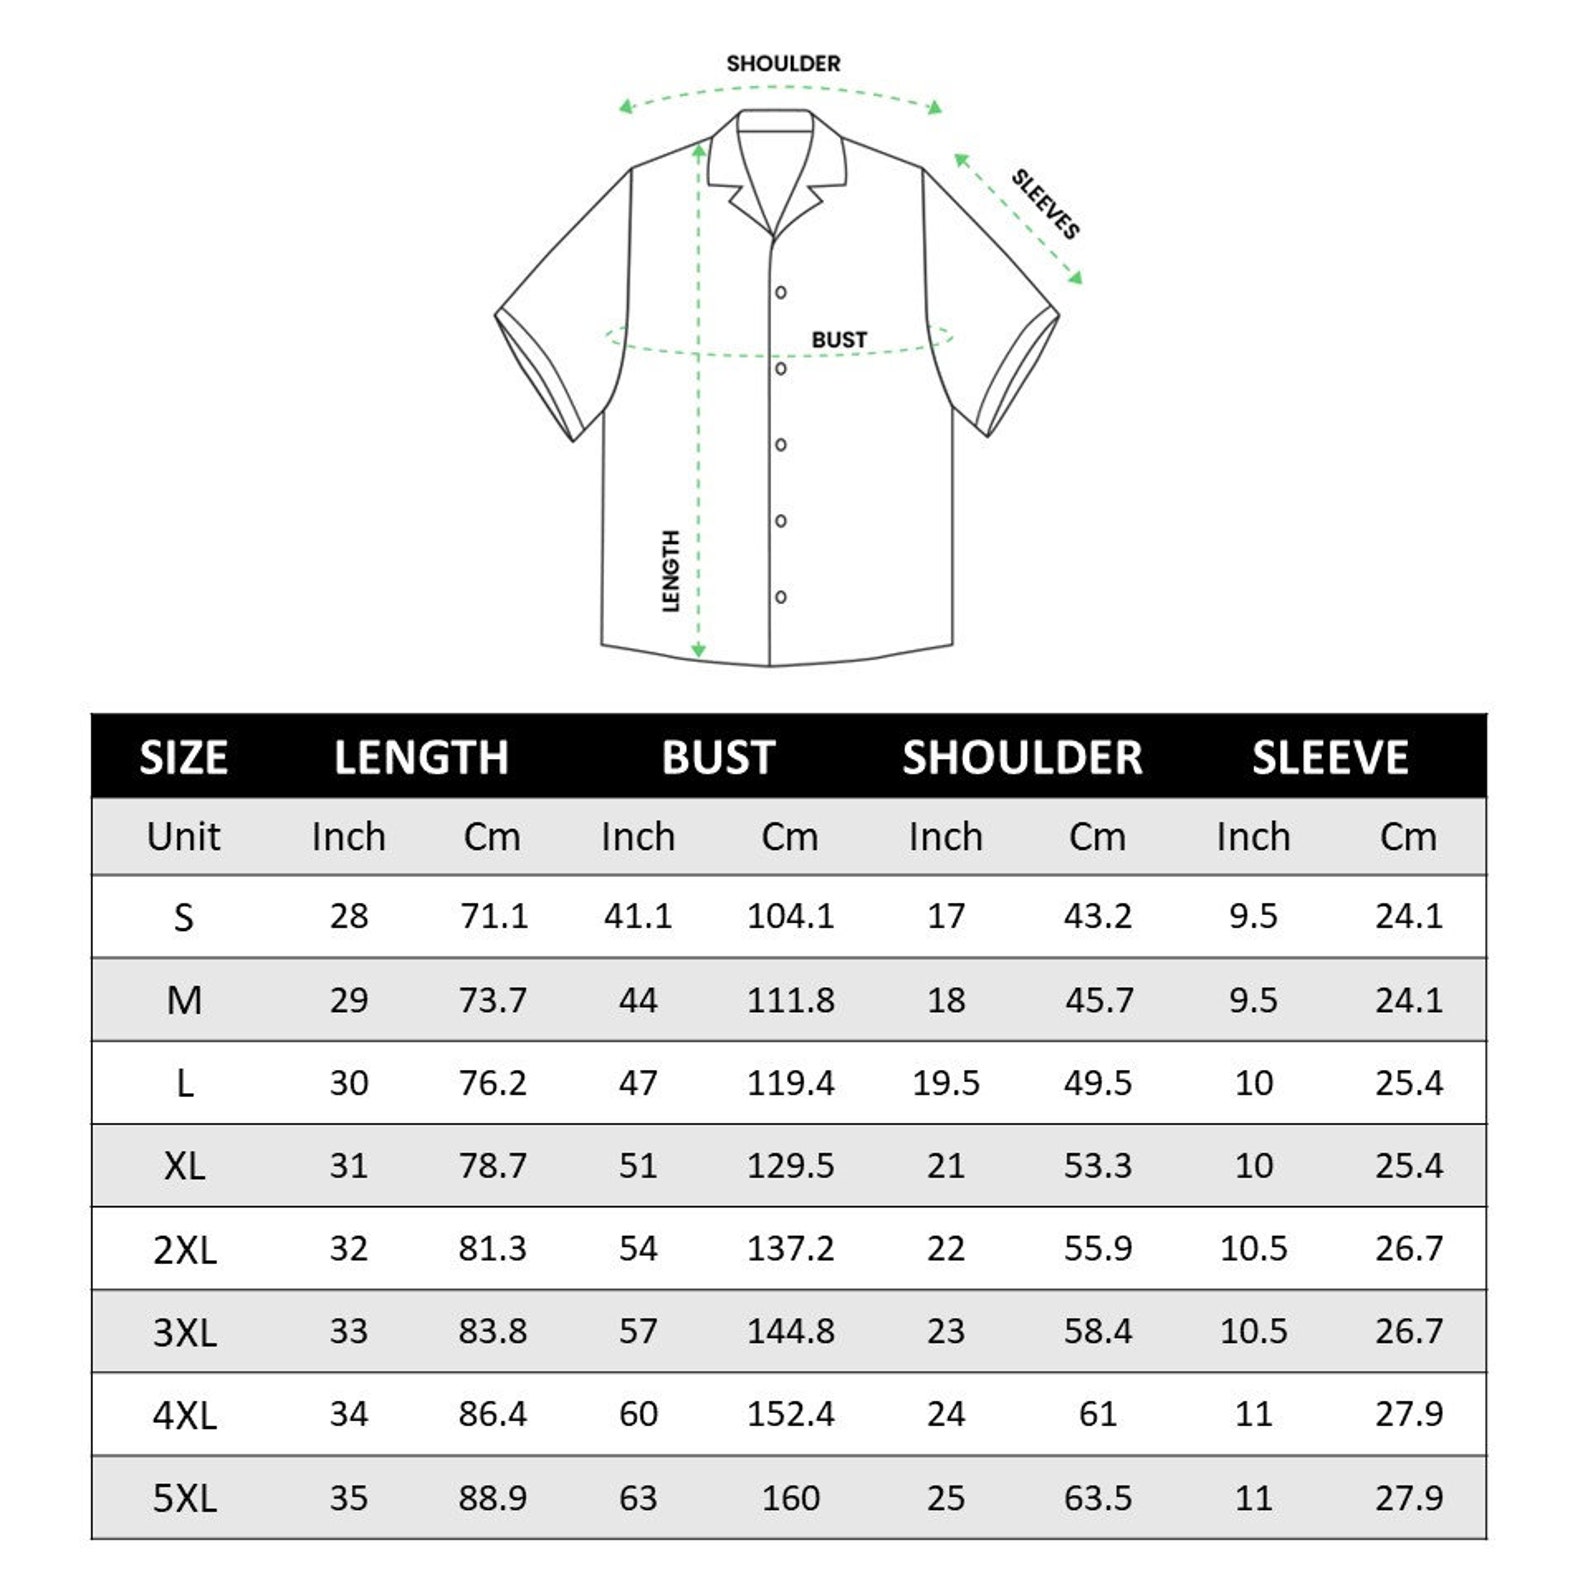 SHOULDER
SLEEVES
BUST
LENGTH
SIZE LENGTH BUST SHOULDER SLEEVE
Unit Inch Cm Inch Cm Inch Cm Inch Cm
S 28 71.1 41.1 104.1 17 43.2 9.5 24.1
M 29 73.7 44 111.8 18 45.7 9.5 24.1
L 30 76.2 47 119.4 19.5 49.5 10 25.4
XL 31 78.7 51 129.5 21 53.3 10 25.4
2XL 32 81.3 54 137.2 22 55.9 10.5 26.7
3XL 33 83.8 57 144.8 23 58.4 10.5 26.7
4XL 34 86.4 60 152.4 24 61 11 27.9
5XL 35 88.9 63 160 25 63.5 11 27.9